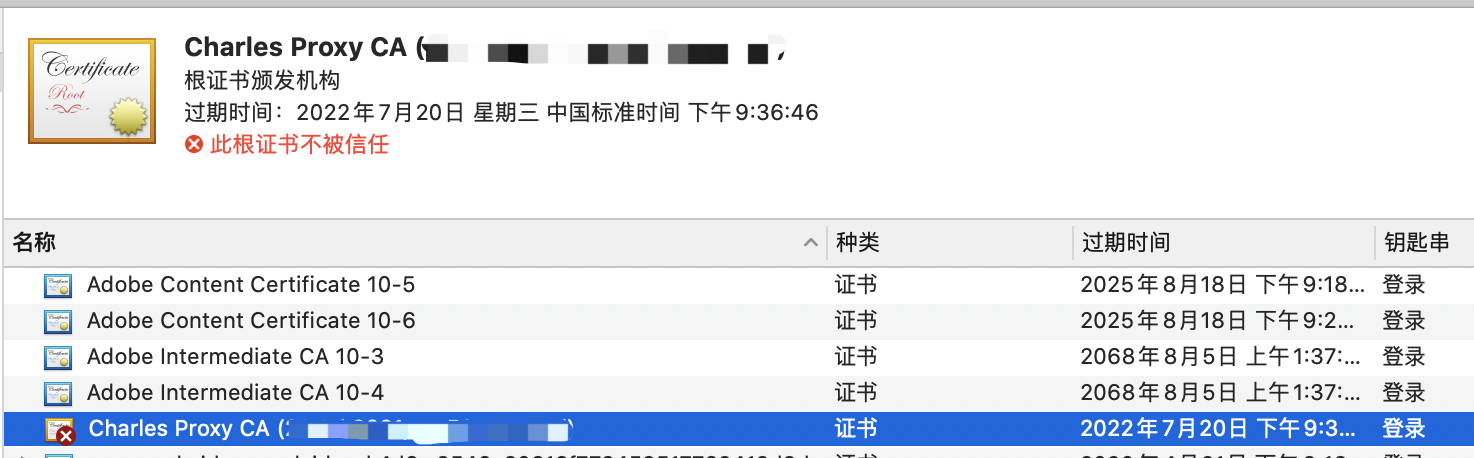 Certificate
Root
Charles Proxy CA (
根证书颁发机构
过期时间：2022年7月20日 星期三 中国标准时间 下午9:36:46
此根证书不被信任
名称 种类 过期时间 钥匙串
Adobe Content Certificate 10-5 证书 2025年8月18日 下午9:18... 登录
Adobe Content Certificate 10-6 证书 2025年8月18日 下午9:2... 登录
Adobe Intermediate CA 10-3 证书 2068年8月5日 上午1:37:... 登录
Adobe Intermediate CA 10-4 证书 2068年8月5日 上午1:37:... 登录
Charles Proxy CA ( 证书 2022年7月20日 下午9:3... 登录